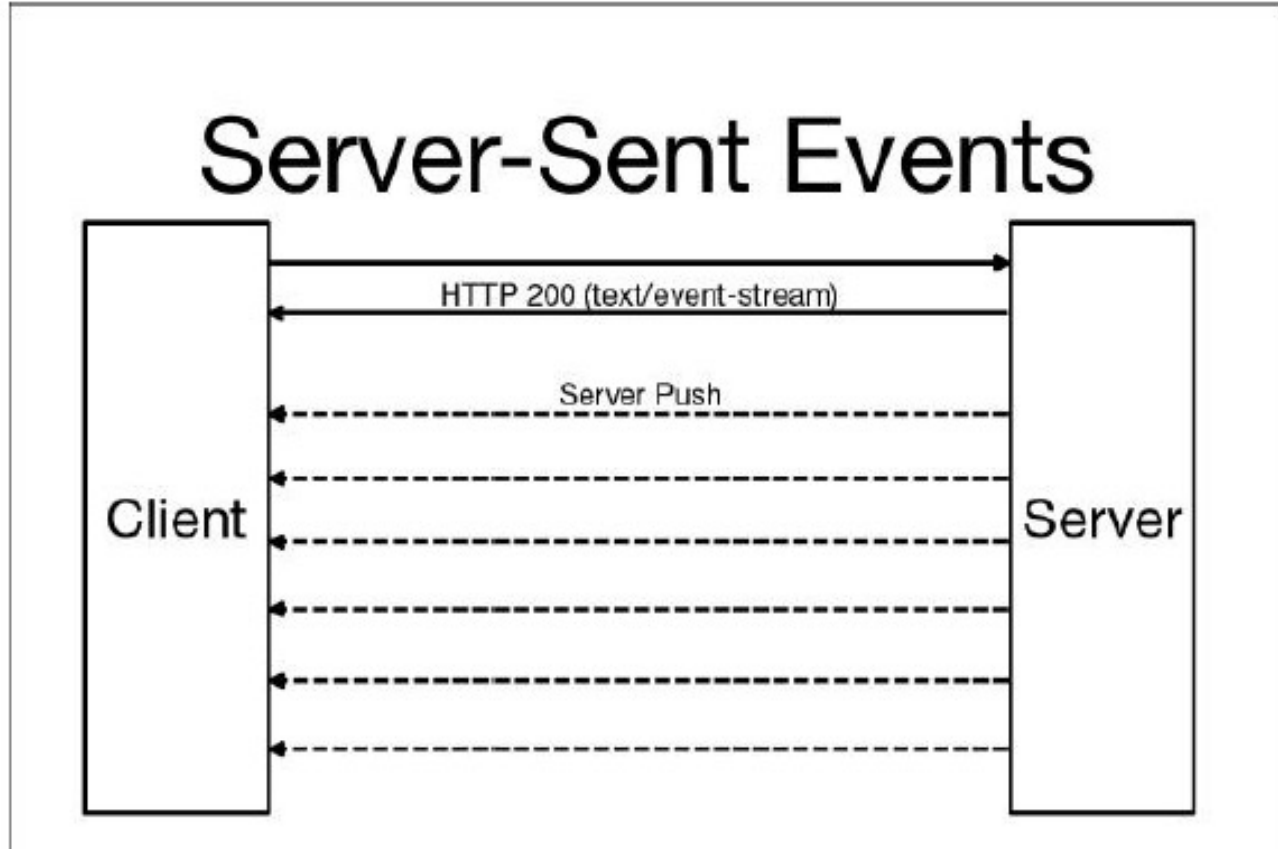 Server-Sent Events
HTTP 200 (text/event-stream)
Server Push
Client
Server